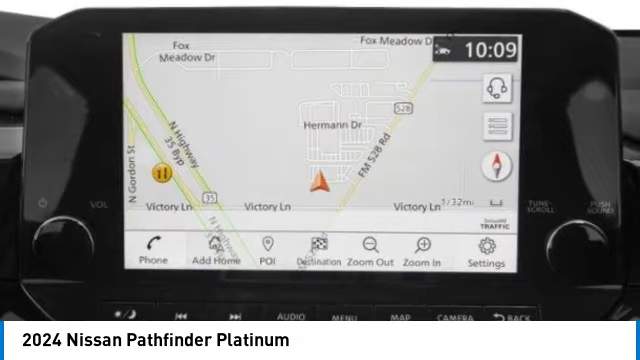 Fox
Meadow Dr
Fox Meadow D
10:09
528
Hermann Dr
N Highway
35 Byp
FM 528 Rd
N Gordon St
35
Victory Ln
Victory Ln
Victory Ln
1/32mi
SiriusXM
TRAFFIC
N Highway
VOL
TUNE-
SCROLL
PUSH
SOUND
Phone
Add Home
POI
Destination
Zoom Out
Zoom In
Settings
AUDIO
MENU
MAP
CAMERA
BACK
2024 Nissan Pathfinder Platinum